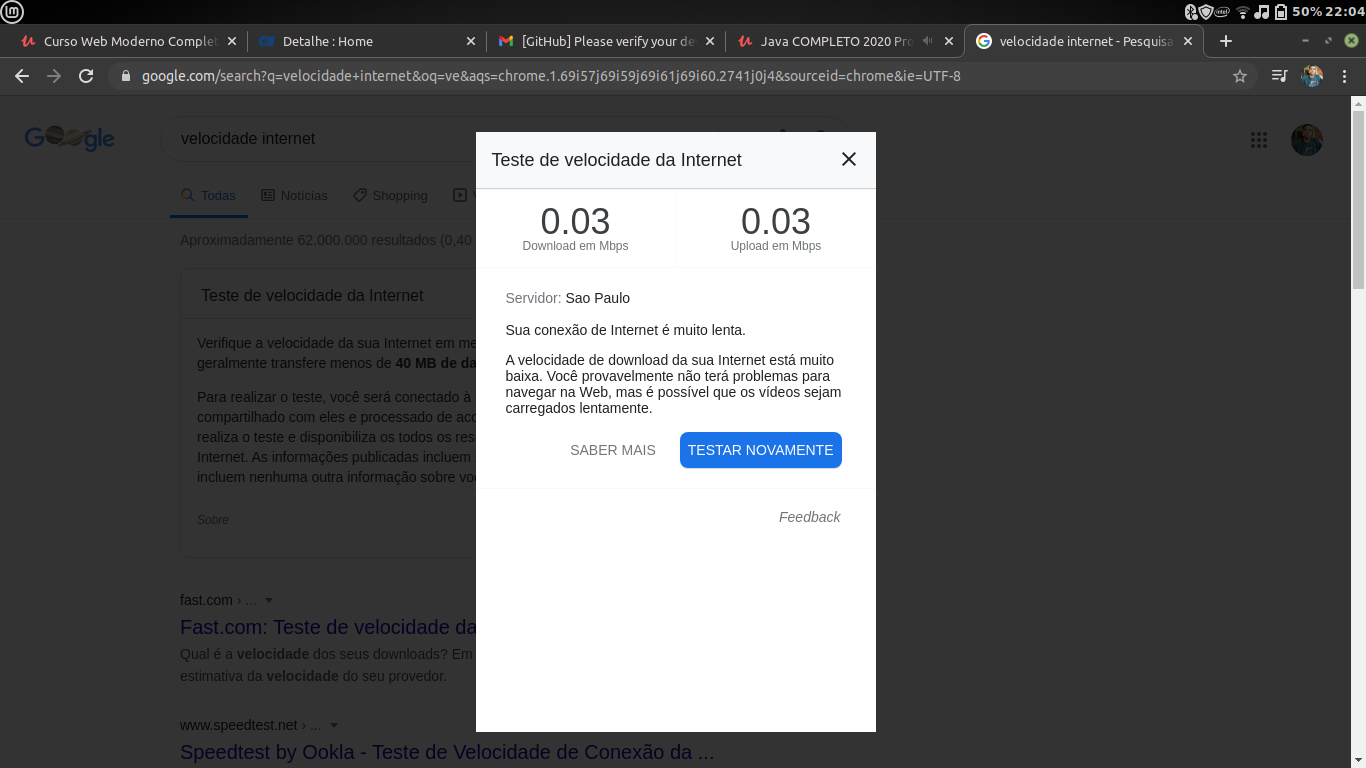 50% 22:04
Curso Web Moderno Complet
Detalhe : Home
[GitHub] Please verify your de
Java COMPLETO 2020 Pro
velocidade internet - Pesquisa
google.com/search?q=velocidade+internet&oq=ve&aqs=chrome.1.69i57j69i59j69i61j69i60.2741j0j4&sourceid=chrome&ie=UTF-8
Google
velocidade internet
Todas
Notícias
Shopping
V
Aproximadamente 62.000.000 resultados (0,40
Teste de velocidade da Internet
Verifique a velocidade da sua Internet em me
geralmente transfere menos de 40 MB de da
Para realizar o teste, você será conectado à
compartilhado com eles e processado de aco
realiza o teste e disponibiliza os todos os res
Internet. As informações publicadas incluem
incluem nenhuma outra informação sobre voc
Sobre
fast.com › ...
Fast.com: Teste de velocidade da
Qual é a velocidade dos seus downloads? Em
estimativa da velocidade do seu provedor.
www.speedtest.net › ...
Speedtest by Ookla - Teste de Velocidade de Conexão da ...
Teste de velocidade da Internet
0.03
Download em Mbps
0.03
Upload em Mbps
Servidor: Sao Paulo
Sua conexão de Internet é muito lenta.
A velocidade de download da sua Internet está muito
baixa. Você provavelmente não terá problemas para
navegar na Web, mas é possível que os vídeos sejam
carregados lentamente.
SABER MAIS
TESTAR NOVAMENTE
Feedback